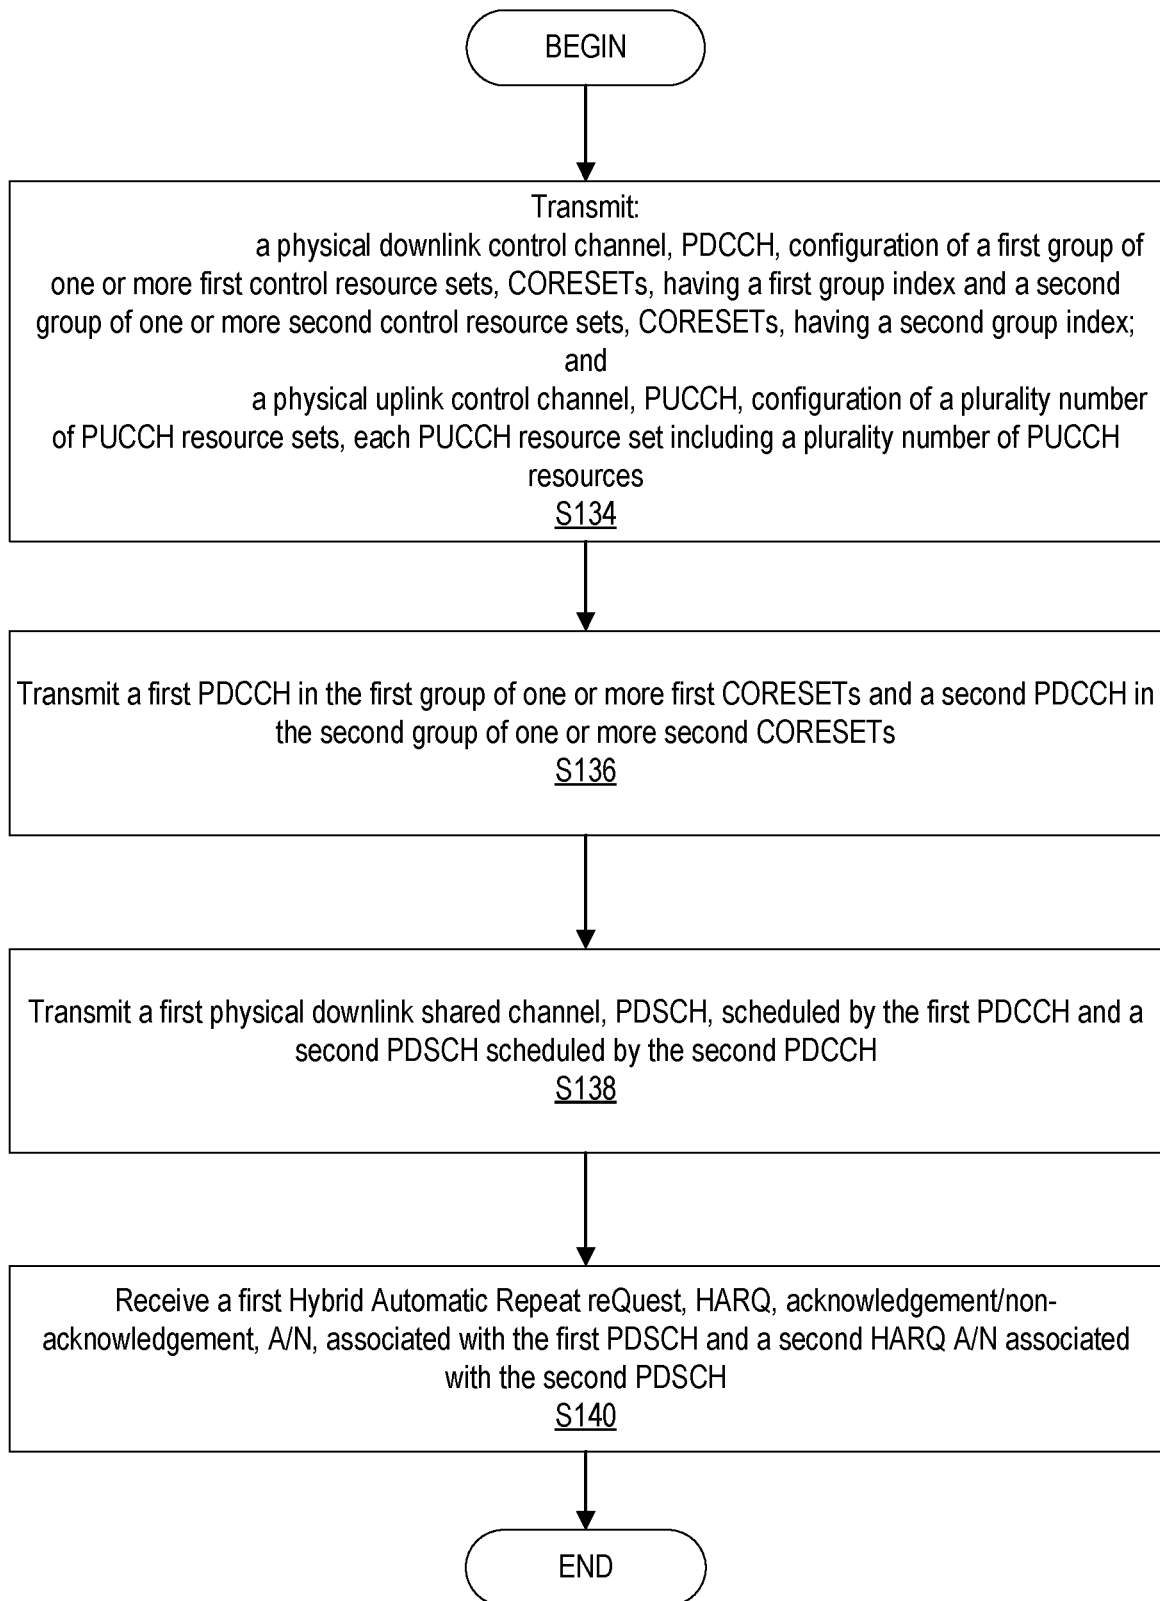 BEGIN
Transmit:
a physical downlink control channel, PDCCH, configuration of a first group of
one or more first control resource sets, CORESETs, having a first group index and a second
group of one or more second control resource sets, CORESETs, having a second group index;
and
a physical uplink control channel, PUCCH, configuration of a plurality number
of PUCCH resource sets, each PUCCH resource set including a plurality number of PUCCH
resources
S134
Transmit a first PDCCH in the first group of one or more first CORESETs and a second PDCCH in
the second group of one or more second CORESETs
S136
Transmit a first physical downlink shared channel, PDSCH, scheduled by the first PDCCH and a
second PDSCH scheduled by the second PDCCH
S138
Receive a first Hybrid Automatic Repeat reQuest, HARQ, acknowledgement/non-
acknowledgement, A/N, associated with the first PDSCH and a second HARQ A/N associated
with the second PDSCH
S140
END